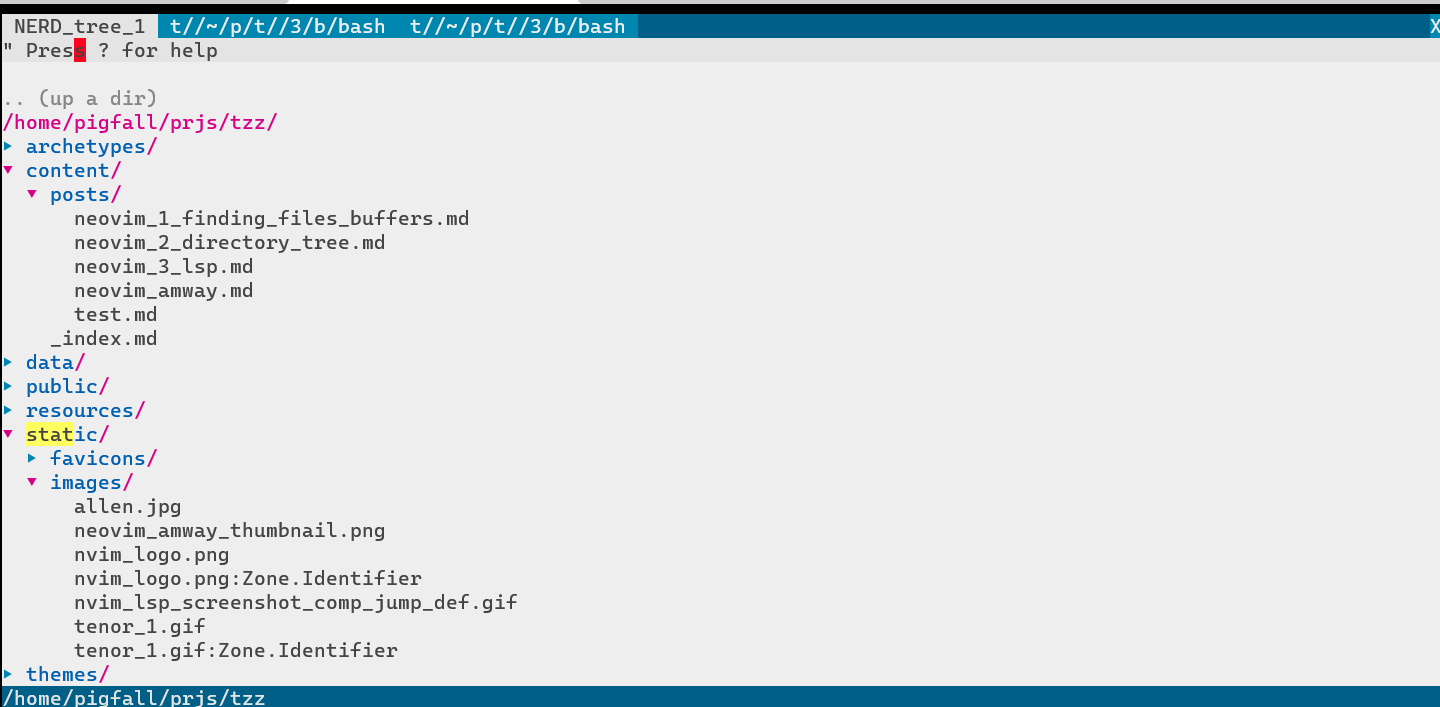 NERD_tree_1 t//~/p/t//3/b/bash t//~/p/t//3/b/bash X
" Press ? for help
.. (up a dir)
/home/pigfall/prjs/tzz/
▸ archetypes/
▾ content/
▾ posts/
neovim_1_finding_files_buffers.md
neovim_2_directory_tree.md
neovim_3_lsp.md
neovim_amway.md
test.md
_index.md
▸ data/
▸ public/
▸ resources/
▾ static/
▸ favicons/
▾ images/
allen.jpg
neovim_amway_thumbnail.png
nvim_logo.png
nvim_logo.png:Zone.Identifier
nvim_lsp_screenshot_comp_jump_def.gif
tenor_1.gif
tenor_1.gif:Zone.Identifier
▸ themes/
/home/pigfall/prjs/tzz